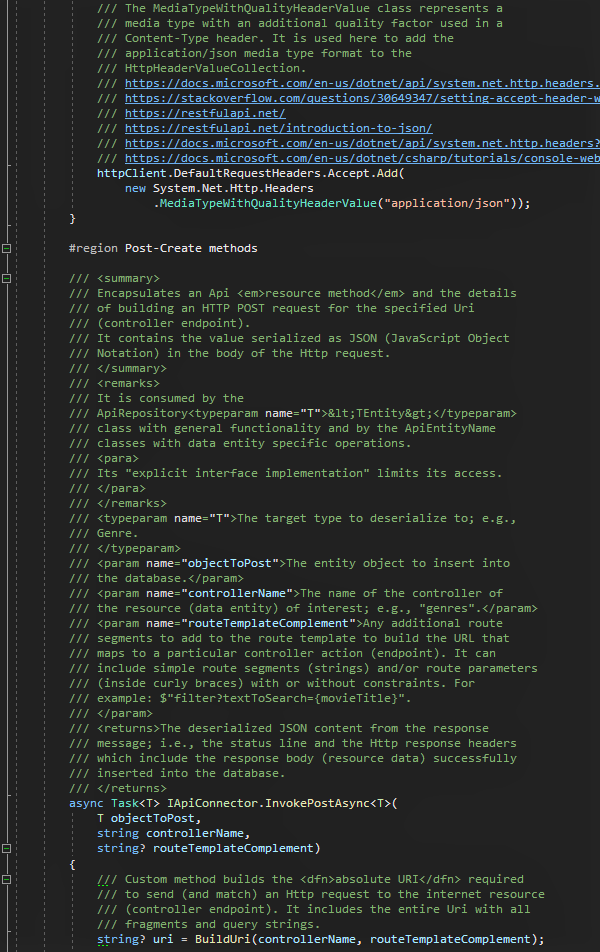 /// The MediaTypeWithQualityHeaderValue class represents a
/// media type with an additional quality factor used in a
/// Content-Type header. It is used here to add the
/// application/json media type format to the
/// HttpHeaderValueCollection.
/// https://docs.microsoft.com/en-us/dotnet/api/system.net.http.headers.
/// https://stackoverflow.com/questions/30649347/setting-accept-header-w
/// https://restfulapi.net/
/// https://restfulapi.net/introduction-to-json/
/// https://docs.microsoft.com/en-us/dotnet/api/system.net.http.headers?
/// https://docs.microsoft.com/en-us/dotnet/csharp/tutorials/console-web
httpClient.DefaultRequestHeaders.Accept.Add(
new System.Net.Http.Headers
.MediaTypeWithQualityHeaderValue("application/json"));
}
#region Post-Create methods
/// <summary>
/// Encapsulates an Api <em>resource method</em> and the details
/// of building an HTTP POST request for the specified Uri
/// (controller endpoint).
/// It contains the value serialized as JSON (JavaScript Object
/// Notation) in the body of the Http request.
/// </summary>
/// <remarks>
/// It is consumed by the
/// ApiRepository<typeparam name="T">&lt;TEntity&gt;</typeparam>
/// class with general functionality and by the ApiEntityName
/// classes with data entity specific operations.
/// <para>
/// Its "explicit interface implementation" limits its access.
/// </para>
/// </remarks>
/// <typeparam name="T">The target type to deserialize to; e.g.,
/// Genre.
/// </typeparam>
/// <param name="objectToPost">The entity object to insert into
/// the database.</param>
/// <param name="controllerName">The name of the controller of
/// the resource (data entity) of interest; e.g., "genres".</param>
/// <param name="routeTemplateComplement">Any additional route
/// segments to add to the route template to build the URL that
/// maps to a particular controller action (endpoint). It can
/// include simple route segments (strings) and/or route parameters
/// (inside curly braces) with or without constraints. For
/// example: $"filter?textToSearch={movieTitle}".
/// </param>
/// <returns>The deserialized JSON content from the response
/// message; i.e., the status line and the Http response headers
/// which include the response body (resource data) successfully
/// inserted into the database.
/// </returns>
async Task<T> IApiConnector.InvokePostAsync<T>(
T objectToPost,
string controllerName,
string? routeTemplateComplement)
{
/// Custom method builds the <dfn>absolute URI</dfn> required
/// to send (and match) an Http request to the internet resource
/// (controller endpoint). It includes the entire Uri with all
/// fragments and query strings.
string? uri = BuildUri(controllerName, routeTemplateComplement);